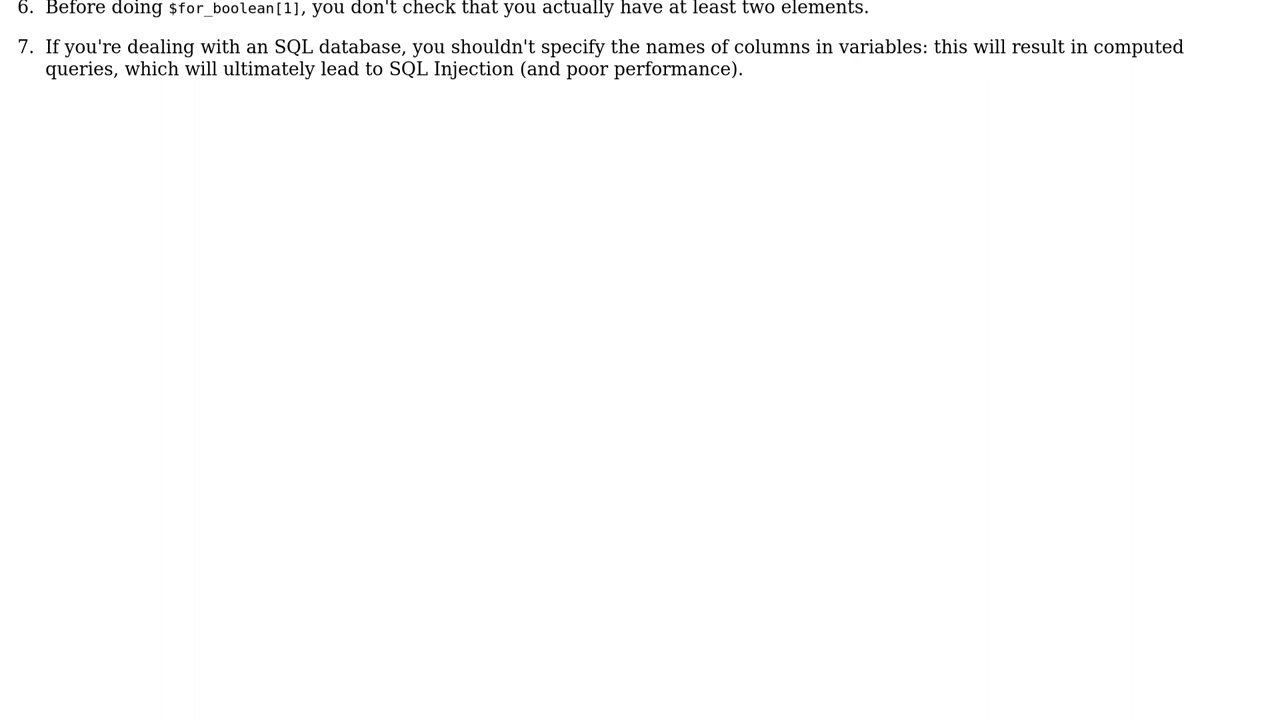 6. Before doing $for_boolean[1], you don't check that you actually have at least two elements.
7. If you're dealing with an SQL database, you shouldn't specify the names of columns in variables: this will result in computed
queries, which will ultimately lead to SQL Injection (and poor performance).